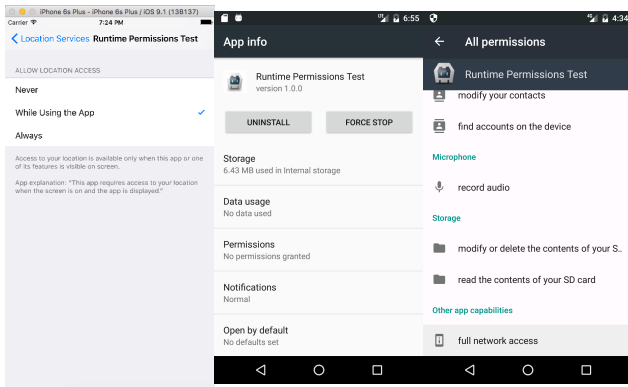 iPhone 6s Plus - iPhone 6s Plus / iOS 9.1 (13B137)
Carrier 7:24 PM
Location Services Runtime Permissions Test
ALLOW LOCATION ACCESS
Never
While Using the App
Always
Access to your location is available only when this app or one
of its features is visible on screen.
App explanation: "This app requires access to your location
when the screen is on and the app is displayed."
6:55
App info
Runtime Permissions Test
version 1.0.0
UNINSTALL FORCE STOP
Storage
6.43 MB used in Internal storage
Data usage
No data used
Permissions
No permissions granted
Notifications
Normal
Open by default
No defaults set
4:34
All permissions
Runtime Permissions Test
modify your contacts
find accounts on the device
Microphone
record audio
Storage
modify or delete the contents of your S..
read the contents of your SD card
Other app capabilities
full network access